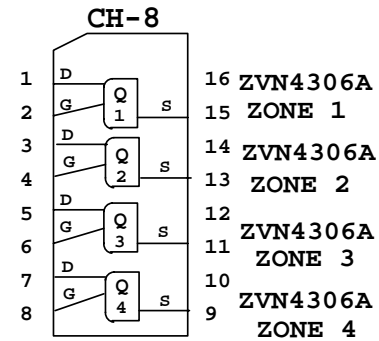 CH-8
1 D 16 ZVN4306A
2 G Q 1 S 15 ZONE 1
3 D 14 ZVN4306A
4 G Q 2 S 13 ZONE 2
5 D 12
6 G Q 3 S 11 ZVN4306A
ZONE 3
7 D 10
8 G Q 4 S 9 ZVN4306A
ZONE 4